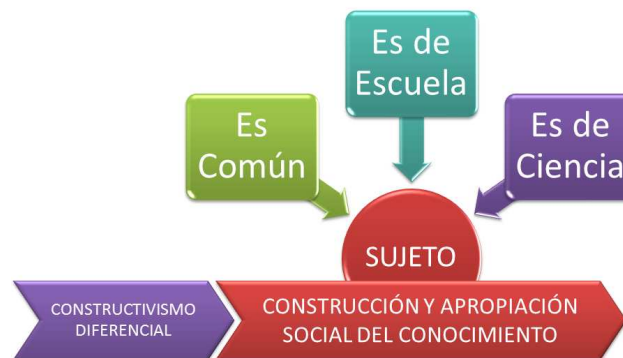 Es de
Escuela
Es
Común
Es de
Ciencia
SUJETO
CONSTRUCTIVISMO
DIFERENCIAL
CONSTRUCCIÓN Y APROPIACIÓN
SOCIAL DEL CONOCIMIENTO